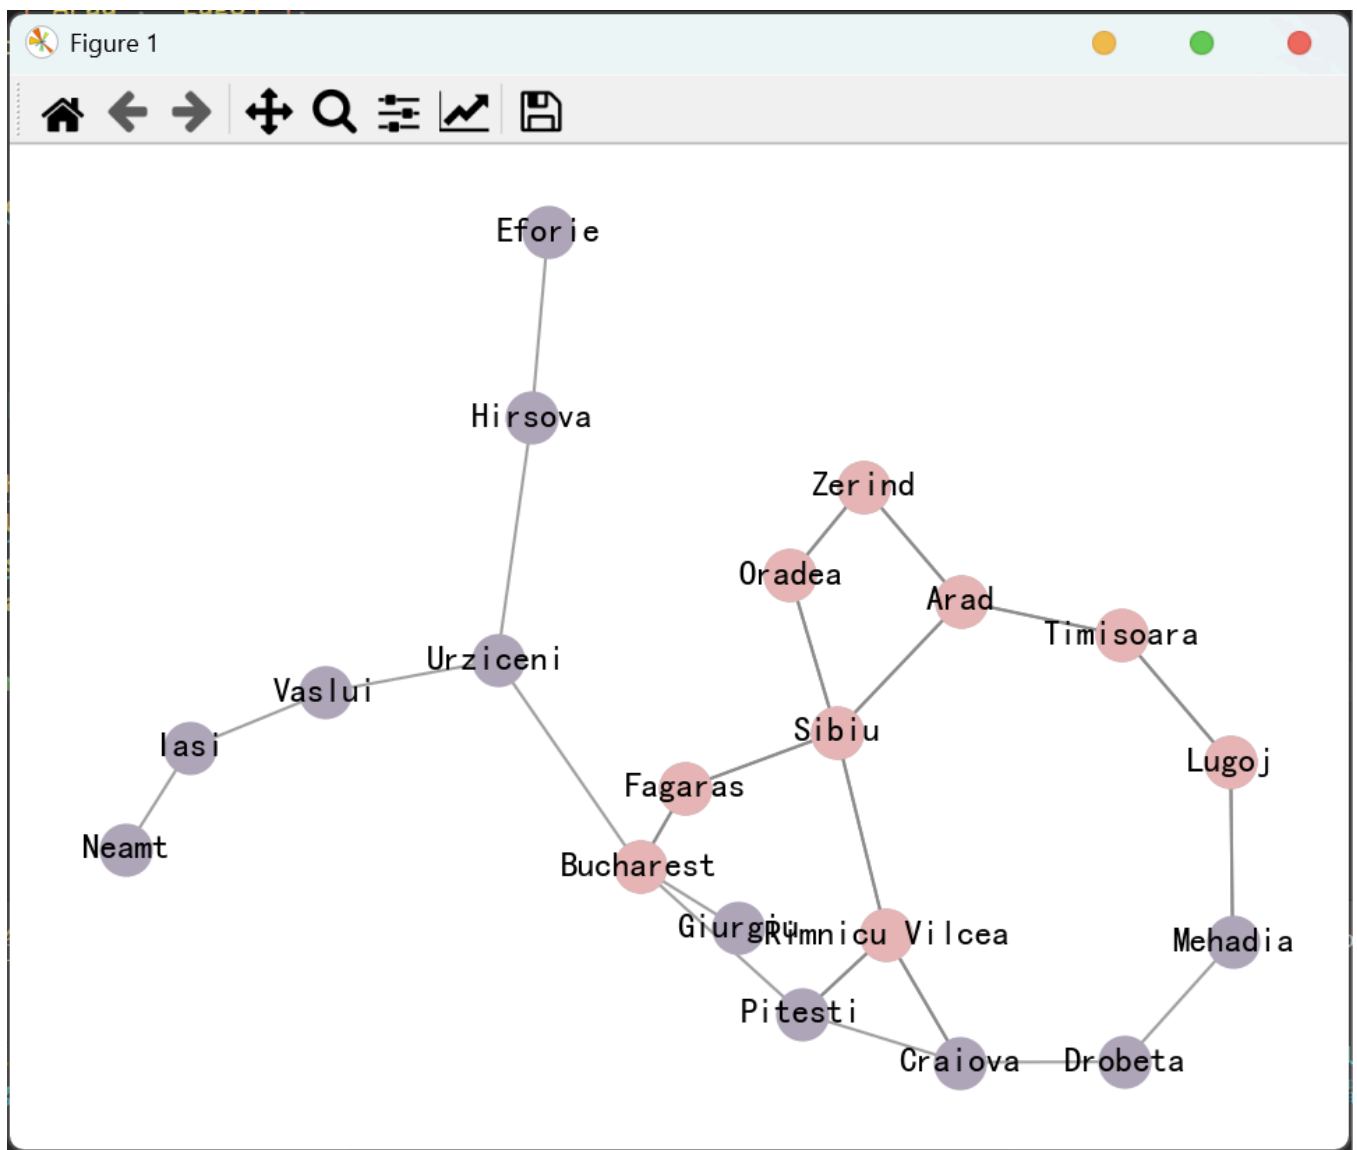 Figure 1
Eforie
Hirsova
Zerind
Oradea
Arad
Timisoara
Urziceni
Vaslui
Sibiu
Iasi
Lugoj
Fagaras
Neamt
Bucharest
Giurgiu
Rimnicu Vilcea
Mehadia
Pitesti
Craiova
Drobeta